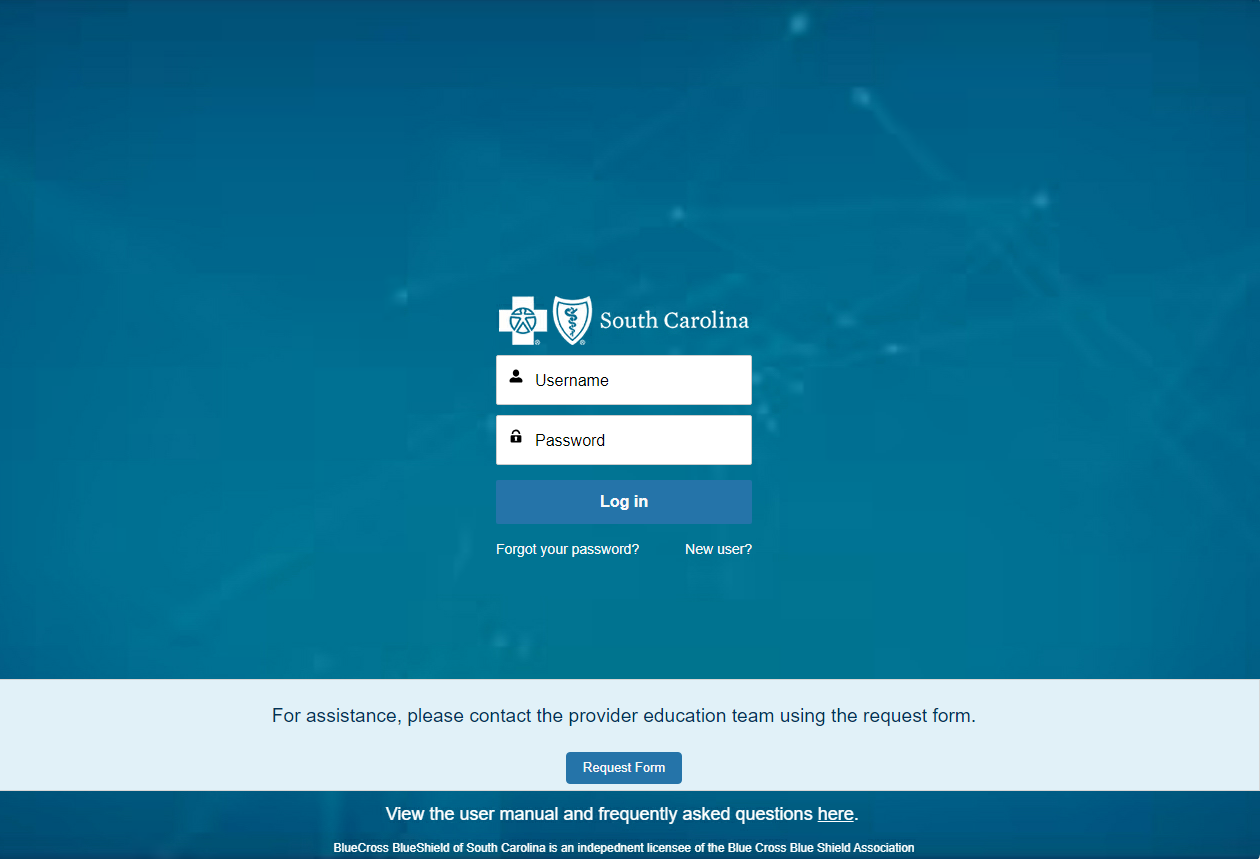 South Carolina
Username
Password
Log in
Forgot your password? New user?
For assistance, please contact the provider education team using the request form.
Request Form
View the user manual and frequently asked questions here.
BlueCross BlueShield of South Carolina is an indepednent licensee of the Blue Cross Blue Shield Association